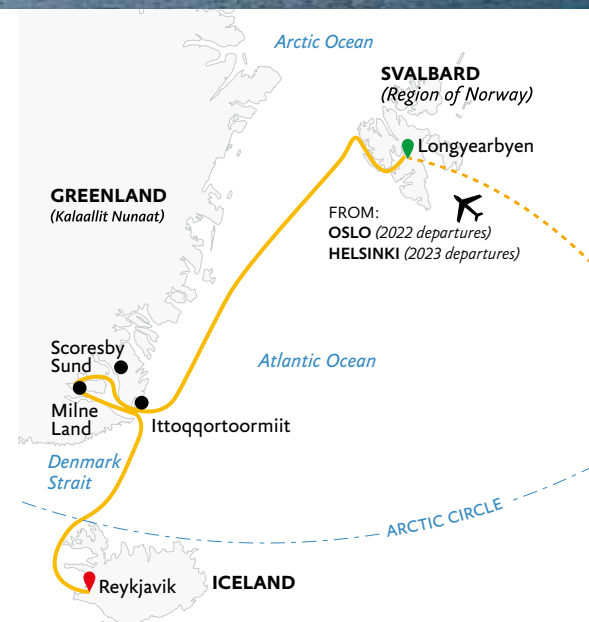 Arctic Ocean
SVALBARD
(Region of Norway)
Longyearbyen
GREENLAND
(Kalaallit Nunaat)
FROM:
OSLO (2022 departures)
HELSINKI (2023 departures)
Scoresby
Sund
Atlantic Ocean
Milne
Land
Ittoqqortoormiit
Denmark
Strait
ARCTIC CIRCLE
Reykjavik
ICELAND